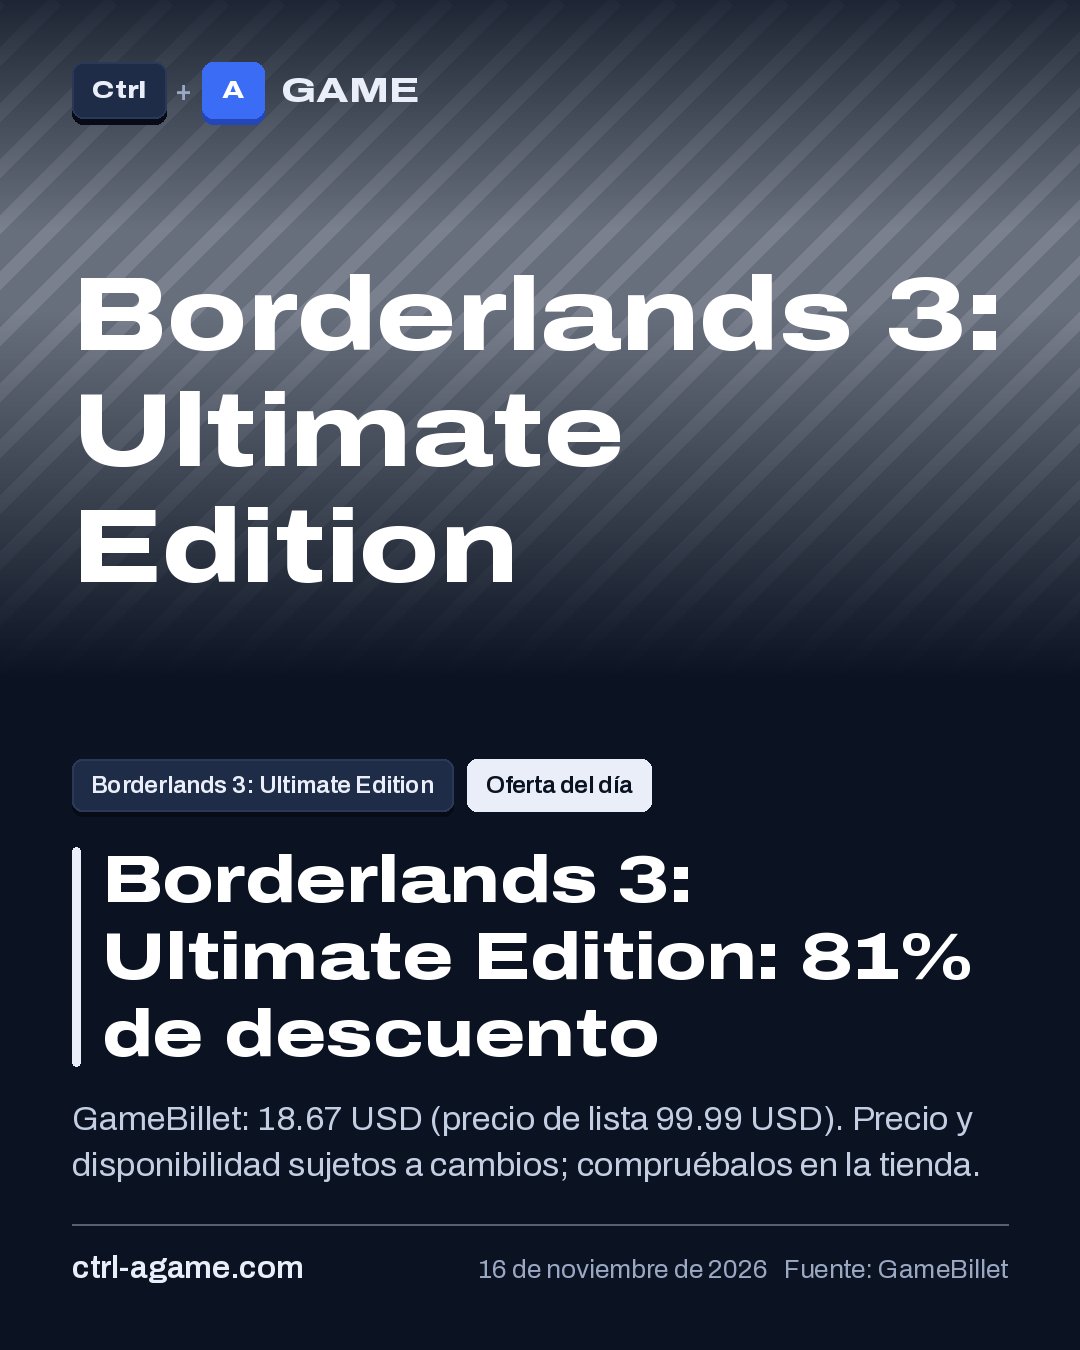 Ctrl + A GAME
Borderlands 3:
Ultimate
Edition
Borderlands 3: Ultimate Edition Oferta del día
Borderlands 3:
Ultimate Edition: 81%
de descuento
GameBillet: 18.67 USD (precio de lista 99.99 USD). Precio y
disponibilidad sujetos a cambios; compruébalos en la tienda.
ctrl-agame.com 16 de noviembre de 2026 Fuente: GameBillet